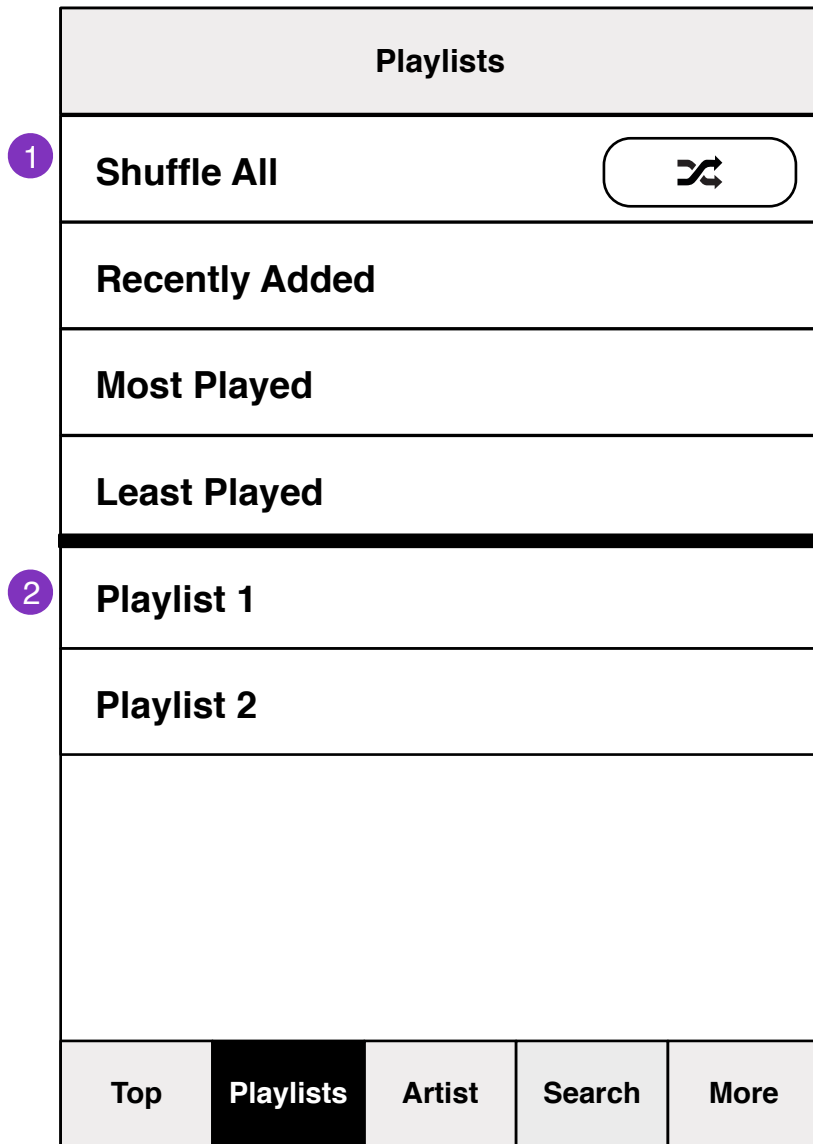 Playlists
1
Shuffle All
Recently Added
Most Played
Least Played
2
Playlist 1
Playlist 2
Top Playlists Artist Search More